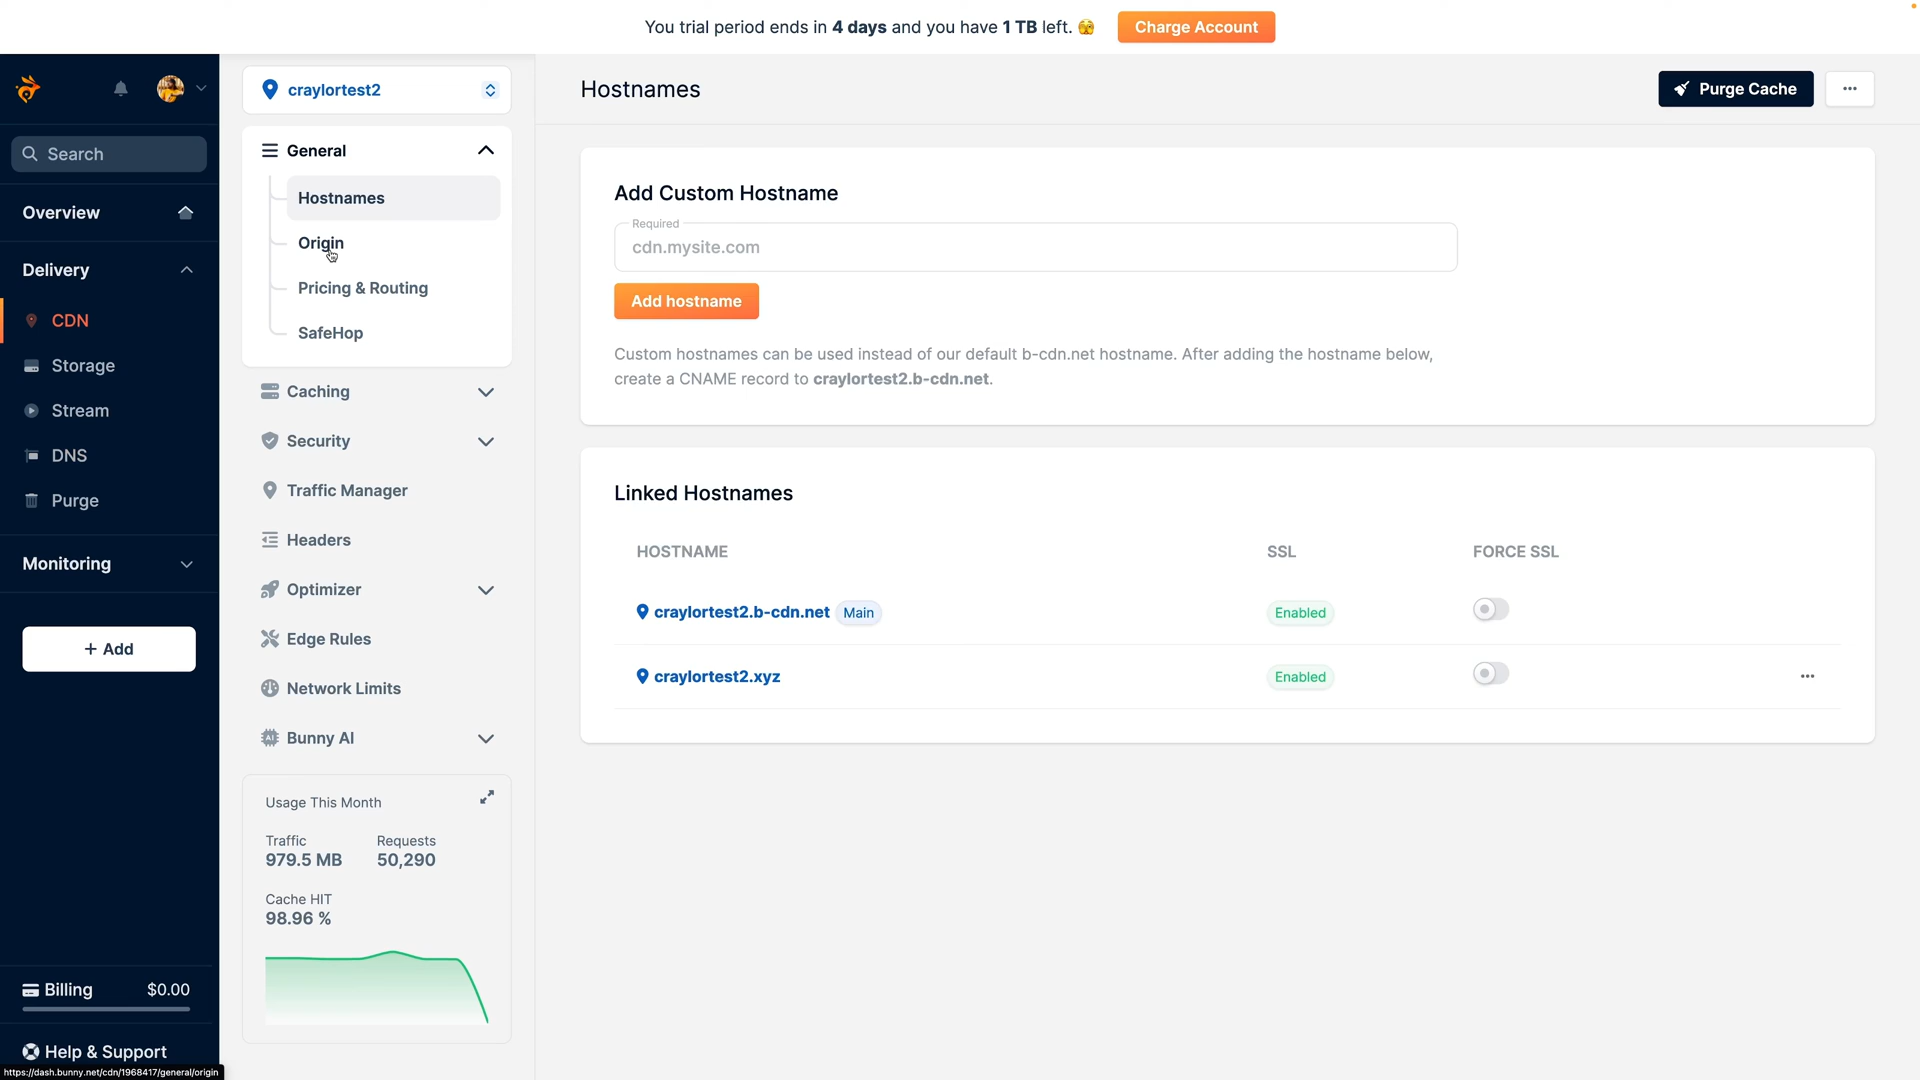 You trial period ends in 4 days and you have 1 TB left. 🫣
Charge Account
Search
Overview
Delivery
CDN
Storage
Stream
DNS
Purge
Monitoring
+ Add
Billing $0.00
Help & Support
https://dash.bunny.net/cdn/1968417/general/origin
craylortest2
General
Hostnames
Origin
Pricing & Routing
SafeHop
Caching
Security
Traffic Manager
Headers
Optimizer
Edge Rules
Network Limits
AI Bunny AI
Usage This Month
Traffic Requests
979.5 MB 50,290
Cache HIT
98.96 %
Hostnames
Purge Cache
Add Custom Hostname
Required
cdn.mysite.com
Add hostname
Custom hostnames can be used instead of our default b-cdn.net hostname. After adding the hostname below,
create a CNAME record to craylortest2.b-cdn.net.
Linked Hostnames
HOSTNAME SSL FORCE SSL
craylortest2.b-cdn.net Main Enabled
craylortest2.xyz Enabled